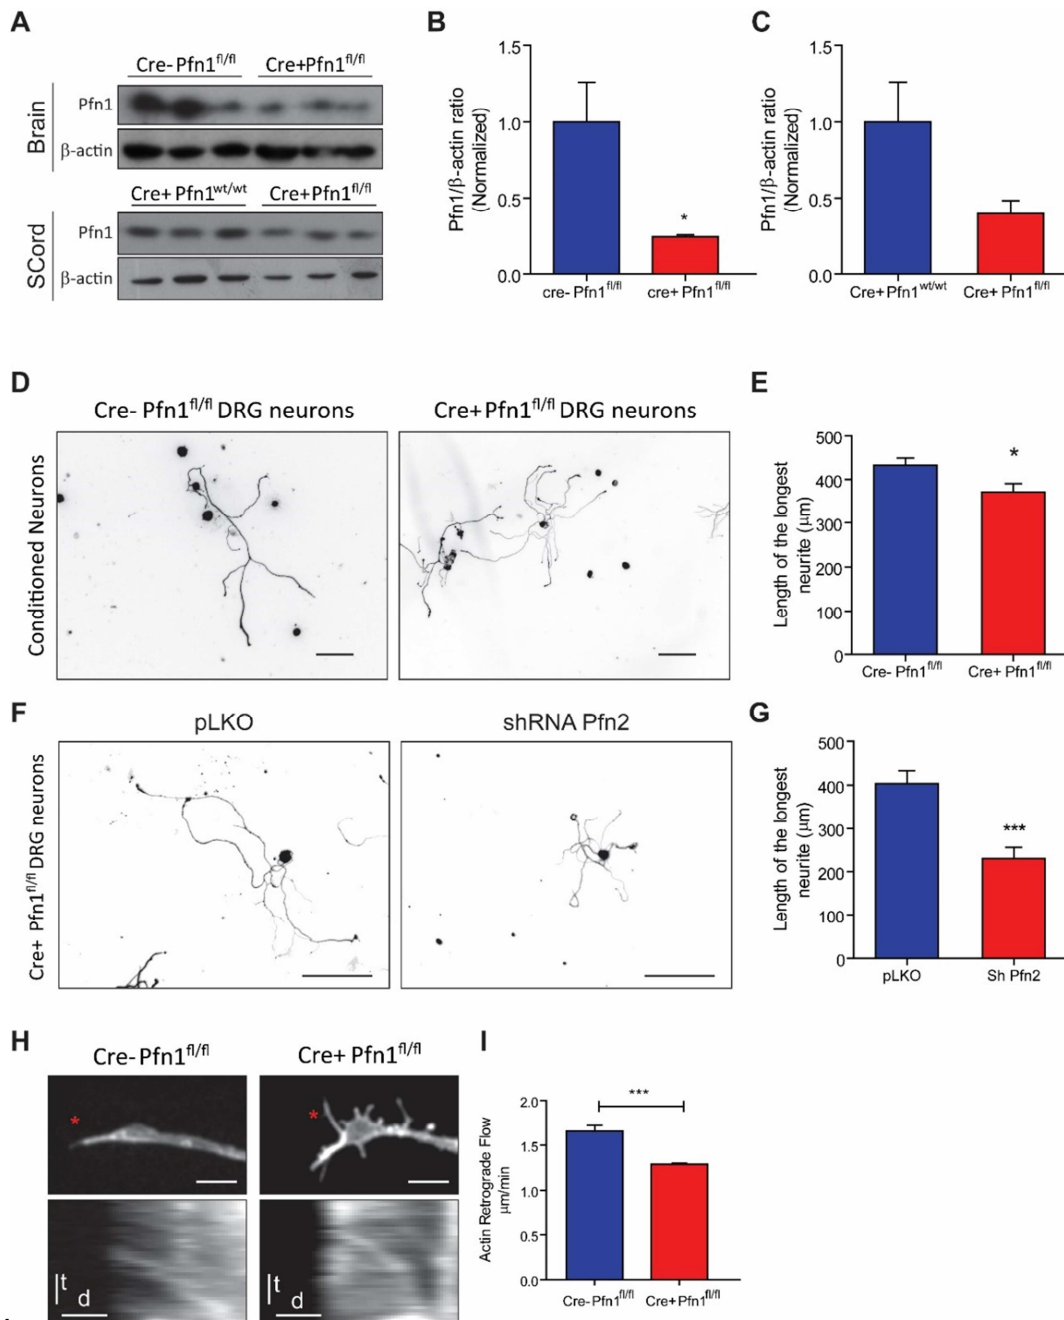 A
Cre- Pfn1fl/fl Cre+Pfn1fl/fl
Brain
Pfn1
β-actin
Cre+ Pfn1wt/wt Cre+Pfn1fl/fl
SCord
Pfn1
β-actin
B
Pfn1/β-actin ratio
(Normalized)
1.5
1.0
0.5
0.0
*
cre- Pfn1fl/fl cre+ Pfn1fl/fl
C
Pfn1/β-actin ratio
(Normalized)
1.5
1.0
0.5
0.0
Cre+ Pfn1wt/wt Cre+ Pfn1fl/fl
D
Cre- Pfn1fl/fl DRG neurons
Cre+ Pfn1fl/fl DRG neurons
Conditioned Neurons
E
Length of the longest
neurite (μm)
500
400
300
200
100
0
*
Cre- Pfn1fl/fl Cre+ Pfn1fl/fl
F
pLKO
shRNA Pfn2
Cre+ Pfn1fl/fl DRG neurons
G
Length of the longest
neurite (μm)
500
400
300
200
100
0
***
pLKO Sh Pfn2
H
Cre- Pfn1fl/fl
Cre+ Pfn1fl/fl
*
*
t
d
t
d
I
Actin Retrograde Flow
μm/min
2.0
1.5
1.0
0.5
0.0
***
Cre- Pfn1fl/fl Cre+ Pfn1fl/fl